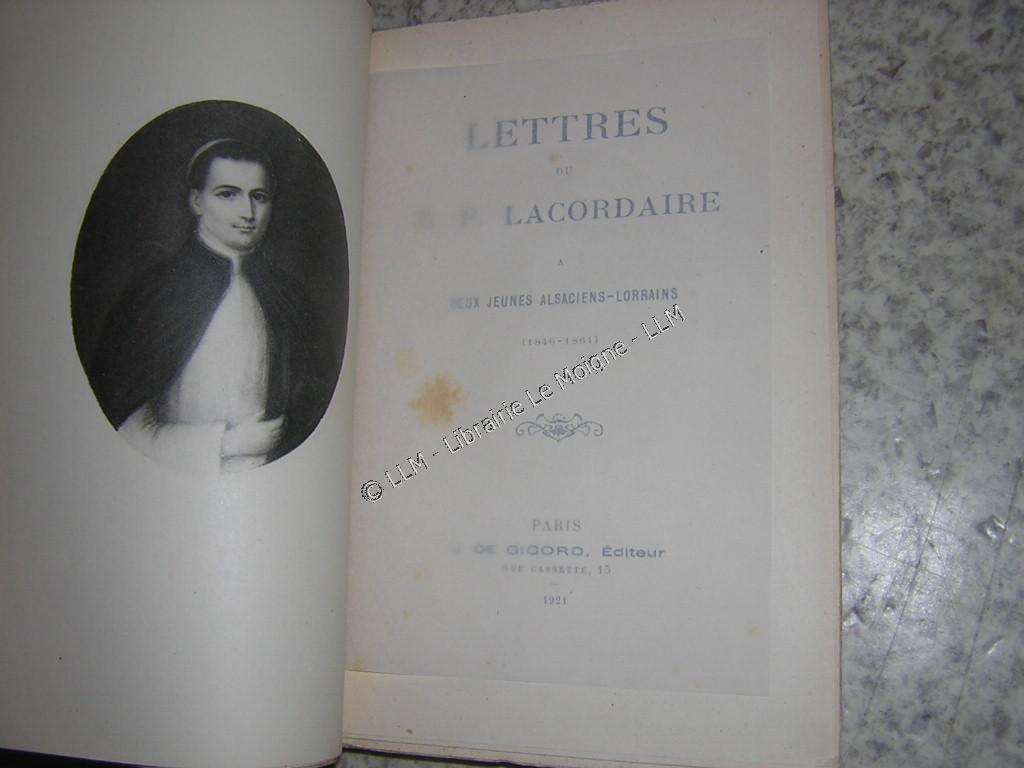 LETTRES
DU
R. P. LACORDAIRE
A
DEUX JEUNES ALSACIENS-LORRAINS
(1846-1861)
© LLM - Librairie Le Moigne - LLM
PARIS
J. DE GIGORD, Éditeur
RUE CASSETTE, 15
1921